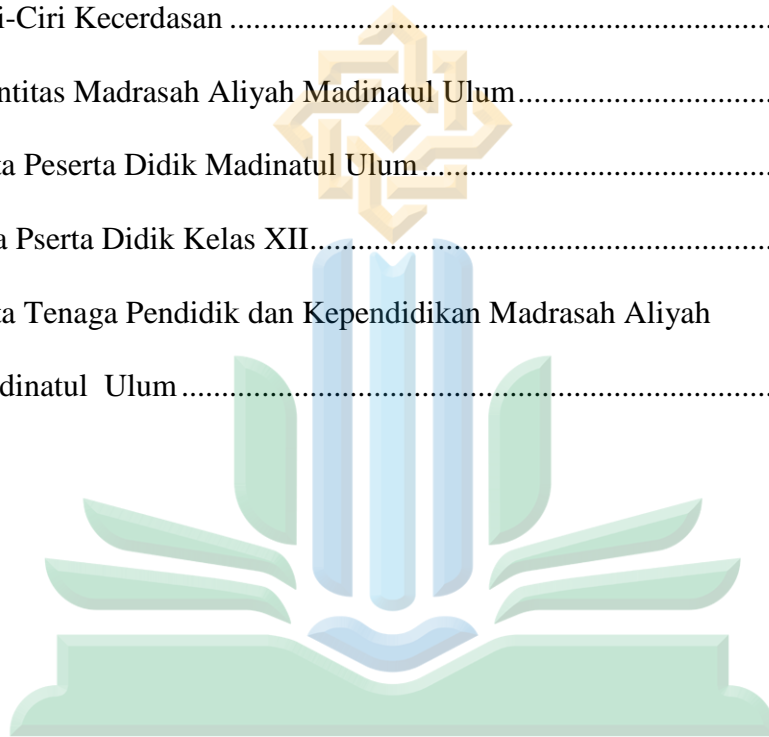 i-Ciri Kecerdasan ....................................................................
ntitas Madrasah Aliyah Madinatul Ulum................................
ta Peserta Didik Madinatul Ulum............................................
a Pserta Didik Kelas XII..........................................................
ta Tenaga Pendidik dan Kependidikan Madrasah Aliyah
dinatul  Ulum ..........................................................................